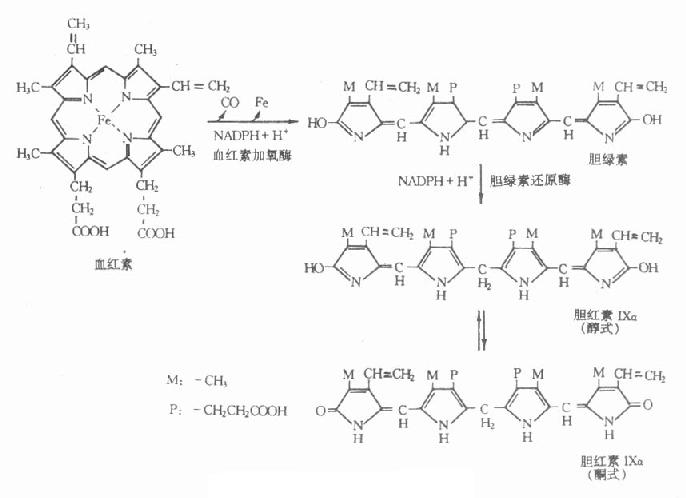 CH₃
CH
CH₃
H₃C
CH=CH₂
N
N
Fe
N
N
H₃C
CH₃
CH₂
CH₂
CH₂
CH₂
COOH
COOH
血红素
CO
Fe
NADPH + H⁺
血红素加氧酶
M CH=CH₂ M P P M M CH=CH₂
HO N C H N H C H N C H N OH
胆绿素
NADPH + H⁺ 胆绿素还原酶
M CH=CH₂ M P P M M CH=CH₂
HO N C H N H C H₂ N H C H N OH
胆红素 IXα
(醇式)
M: -CH₃
P: -CH₂CH₂COOH
M CH=CH₂ M P P M M CH=CH₂
O N H C H N H C H₂ N H C H N H O
胆红素 IXα
(酮式)